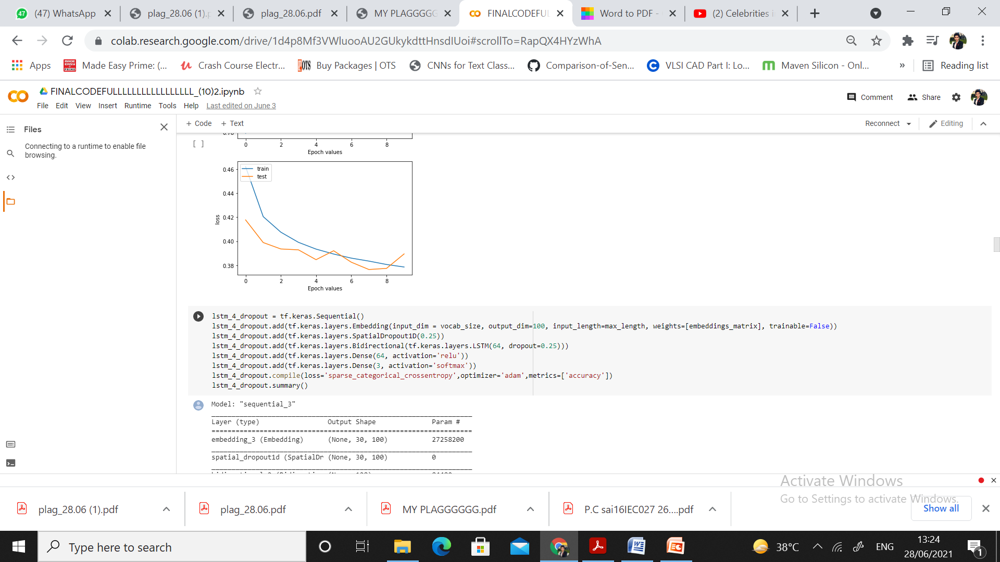 47 (47) WhatsApp
plag_28.06 (1).p
plag_28.06.pdf
MY PLAGGGGG
FINALCODEFUL
Word to PDF -
(2) Celebrities i
colab.research.google.com/drive/1d4p8Mf3VWluooAU2GUkykdttHnsdIUoi#scrollTo=RapQX4HYzWhA
Apps
MADE EASY PRIME Made Easy Prime: (...
Crash Course Electr...
OTS Buy Packages | OTS
CNNs for Text Class...
Comparison-of-Sen...
VLSI CAD Part I: Lo...
Maven Silicon - Onl...
»
Reading list
FINALCODEFULLLLLLLLLLLLLLLLL_(10)2.ipynb
Comment
Share
File Edit View Insert Runtime Tools Help Last edited on June 3
Files
+ Code + Text
Reconnect
Editing
Connecting to a runtime to enable file
browsing.
[ ]
0 2 4 6 8
Epoch values
train
test
0.46
0.44
0.42
0.40
0.38
loss
0 2 4 6 8
Epoch values
lstm_4_dropout = tf.keras.Sequential()
lstm_4_dropout.add(tf.keras.layers.Embedding(input_dim = vocab_size, output_dim=100, input_length=max_length, weights=[embeddings_matrix], trainable=False))
lstm_4_dropout.add(tf.keras.layers.SpatialDropout1D(0.25))
lstm_4_dropout.add(tf.keras.layers.Bidirectional(tf.keras.layers.LSTM(64, dropout=0.25)))
lstm_4_dropout.add(tf.keras.layers.Dense(64, activation='relu'))
lstm_4_dropout.add(tf.keras.layers.Dense(3, activation='softmax'))
lstm_4_dropout.compile(loss='sparse_categorical_crossentropy',optimizer='adam',metrics=['accuracy'])
lstm_4_dropout.summary()
Model: "sequential_3"
Layer (type) Output Shape Param #
embedding_3 (Embedding) (None, 30, 100) 27258200
spatial_dropout1d (SpatialDr (None, 30, 100) 0
Activate Windows
Go to Settings to activate Windows.
plag_28.06 (1).pdf
plag_28.06.pdf
MY PLAGGGGGG.pdf
P.C sai16IEC027 26....pdf
Show all
Type here to search
38°C
ENG
13:24
28/06/2021
1